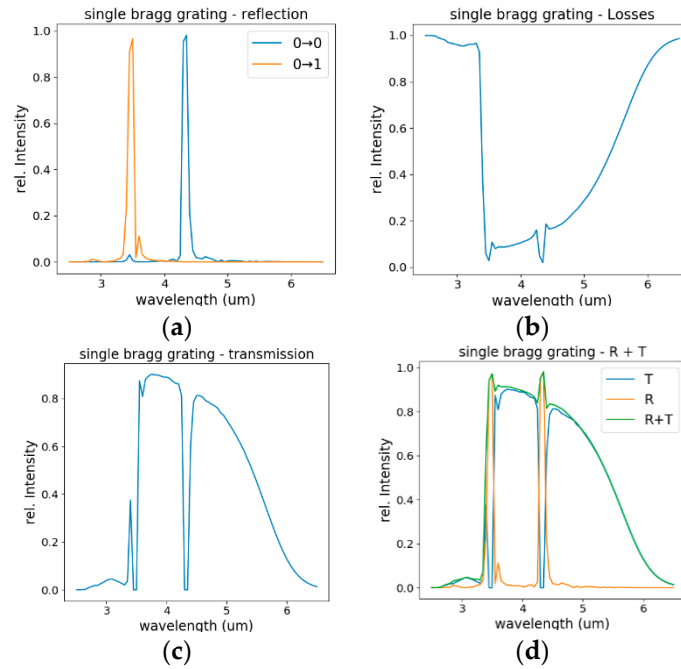 single bragg grating - reflection
1.0
0.8
0.6
0.4
0.2
0.0
rel. Intensity
0→0
0→1
3
4
5
6
wavelength (um)
(a)
single bragg grating - Losses
1.0
0.8
0.6
0.4
0.2
0.0
rel. Intensity
3
4
5
6
wavelength (um)
(b)
single bragg grating - transmission
0.8
0.6
0.4
0.2
0.0
rel. Intensity
3
4
5
6
wavelength (um)
(c)
single bragg grating - R + T
1.0
0.8
0.6
0.4
0.2
0.0
rel. Intensity
T
R
R+T
3
4
5
6
wavelength (um)
(d)